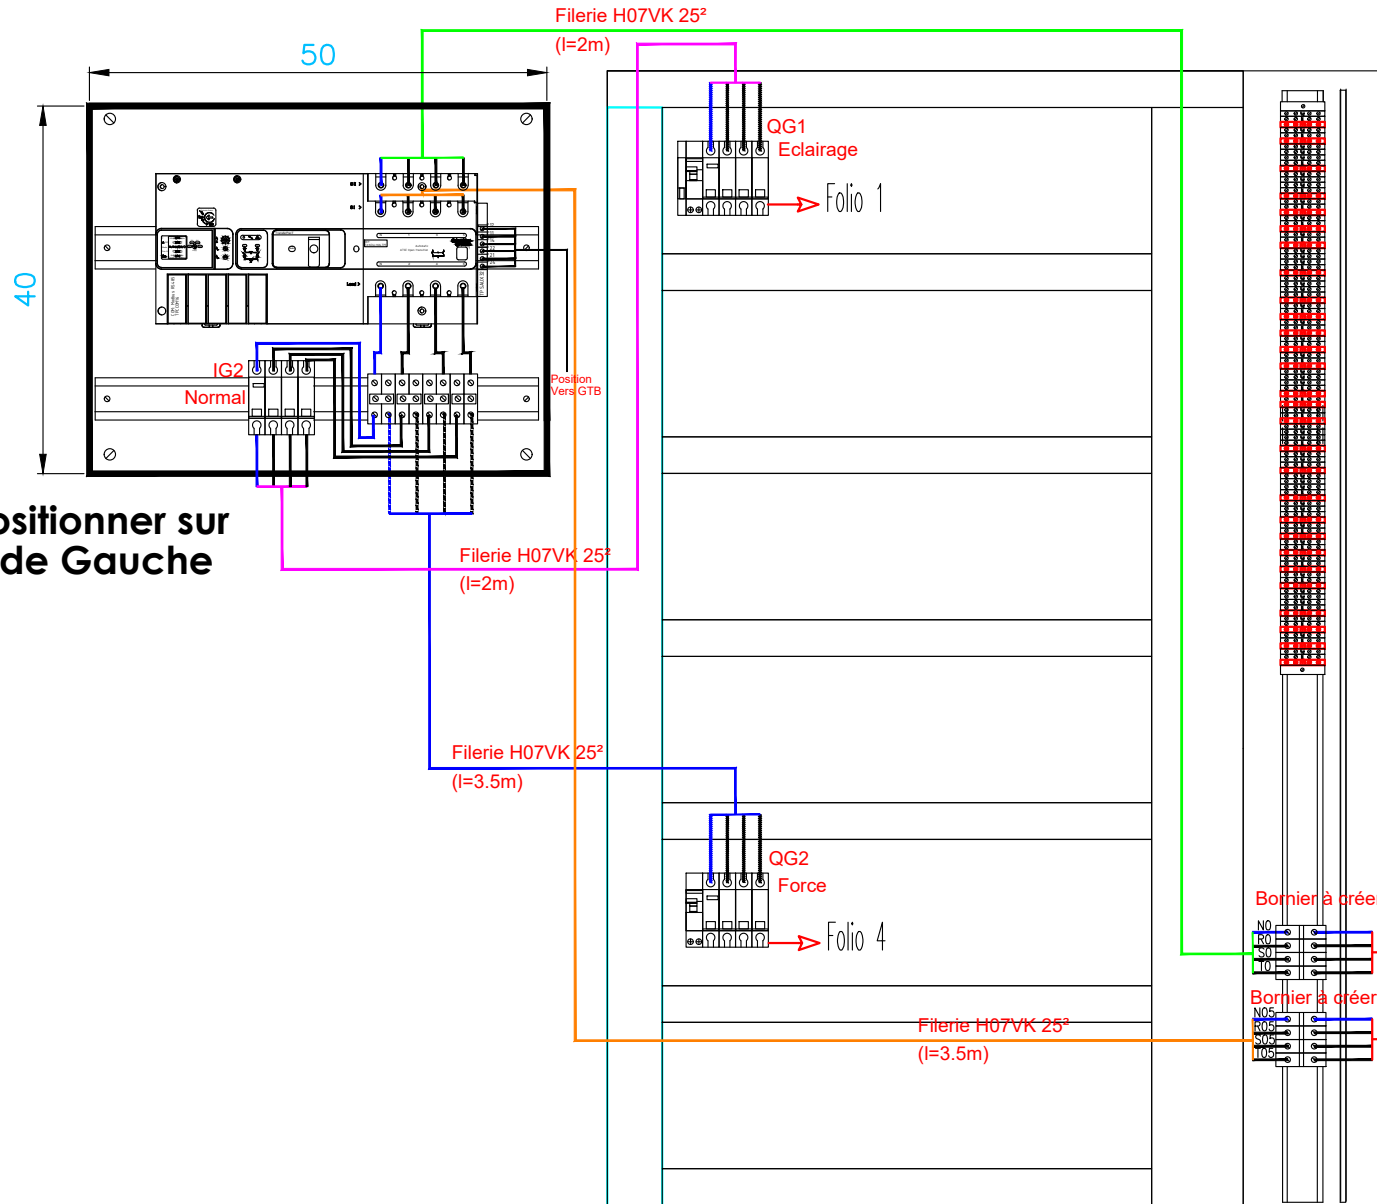 Filerie H07VK 25²
(l=2m)
50
40
QG1
Eclairage
Folio 1
IG2
Normal
Position
Vers GTB
ositionner sur
de Gauche
Filerie H07VK 25²
(l=2m)
Filerie H07VK 25²
(l=3.5m)
QG2
Force
Folio 4
Bornier à créer
N0
R0
S0
T0
Bornier à créer
N05
R05
S05
T05
Filerie H07VK 25²
(l=3.5m)